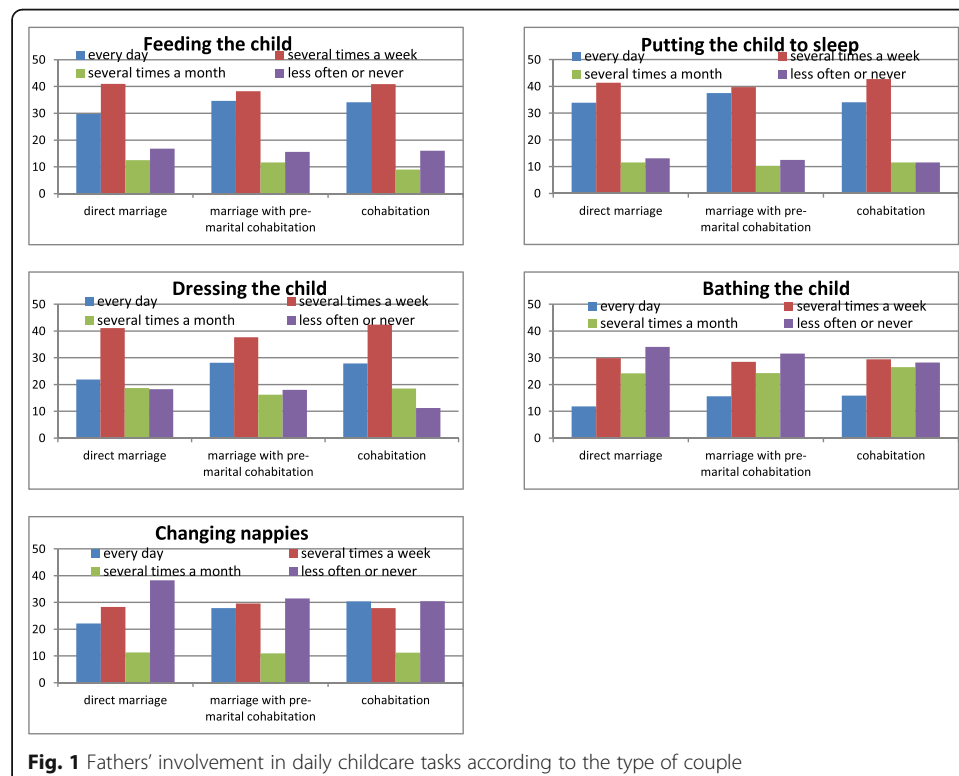 Feeding the child
every day several times a week
several times a month less often or never
50
40
30
20
10
0
direct marriage marriage with pre- cohabitation
marital cohabitation
Putting the child to sleep
every day several times a week
several times a month less often or never
50
40
30
20
10
0
direct marriage marriage with pre- cohabitation
marital cohabitation
Dressing the child
every day several times a week
several times a month less often or never
50
40
30
20
10
0
direct marriage marriage with pre- cohabitation
marital cohabitation
Bathing the child
every day several times a week
several times a month less often or never
50
40
30
20
10
0
direct marriage marriage with pre- cohabitation
marital cohabitation
Changing nappies
every day several times a week
several times a month less often or never
50
40
30
20
10
0
direct marriage marriage with pre- cohabitation
marital cohabitation
Fig. 1 Fathers' involvement in daily childcare tasks according to the type of couple